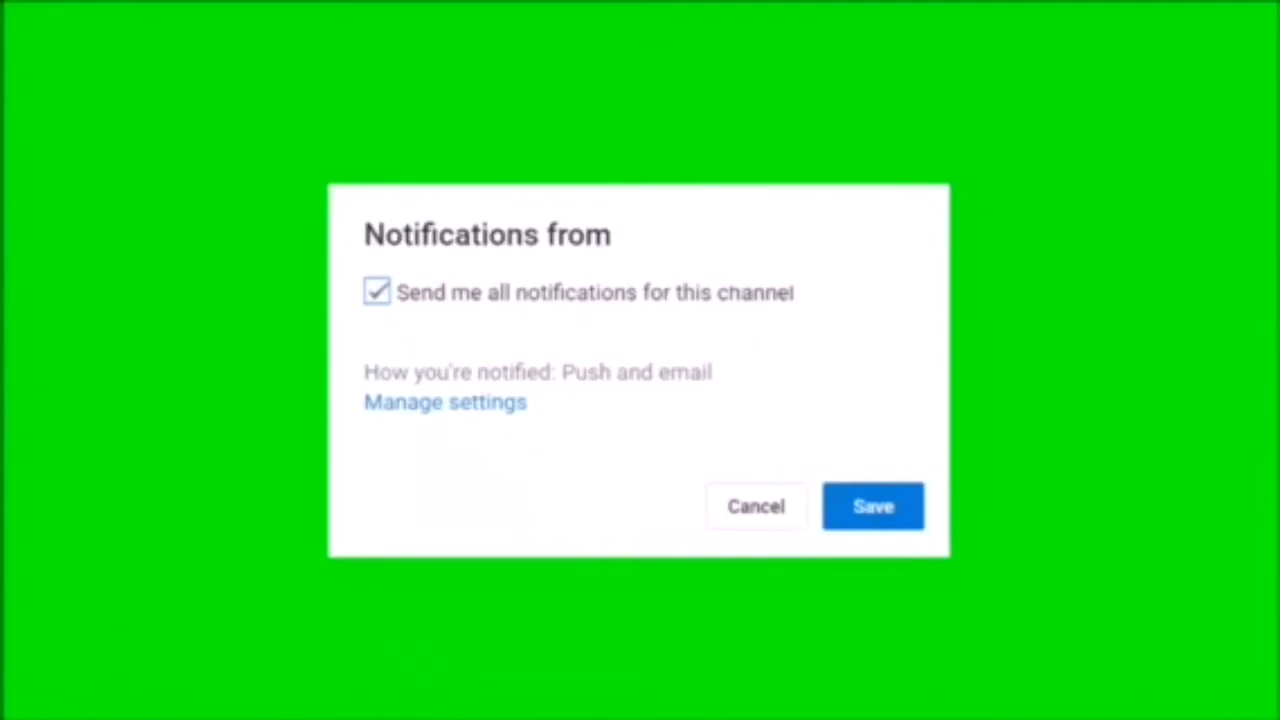 Notifications from
Send me all notifications for this channel
How you're notified: Push and email
Manage settings
Cancel Save